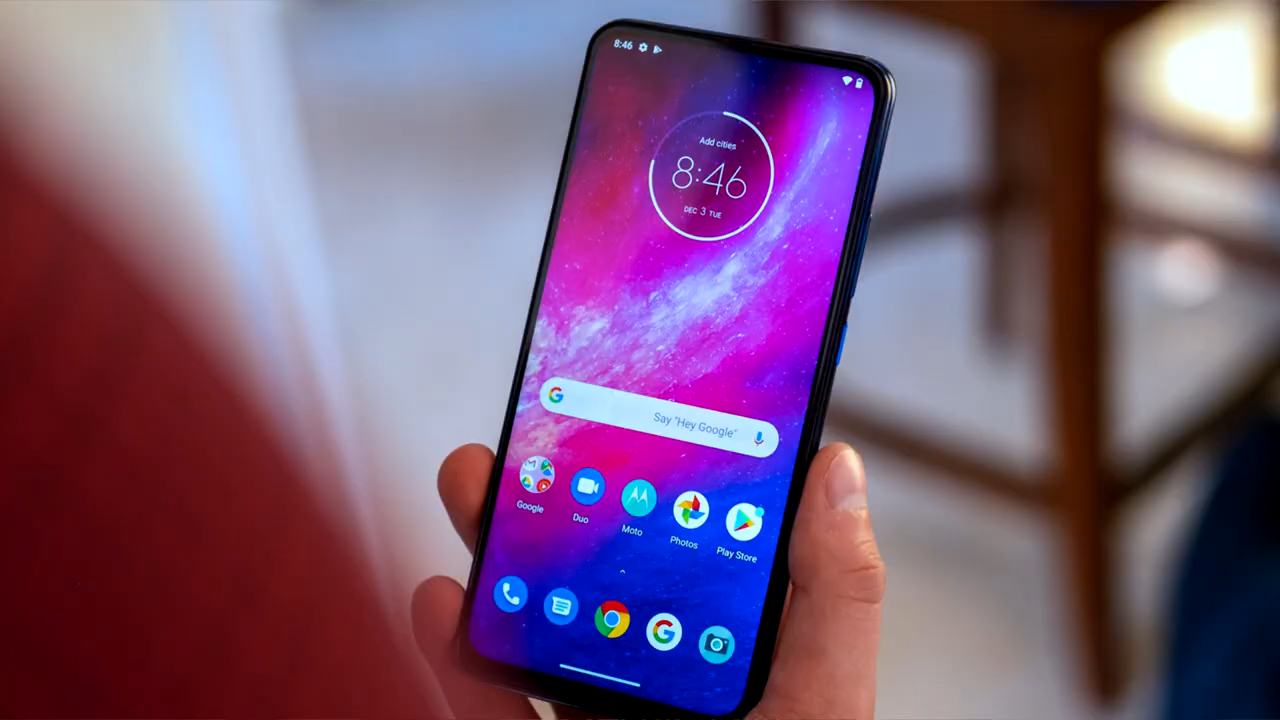 8:46
Add cities
8:46
DEC 3 TUE
Say "Hey Google"
Google
Duo
Moto
Photos
Play Store